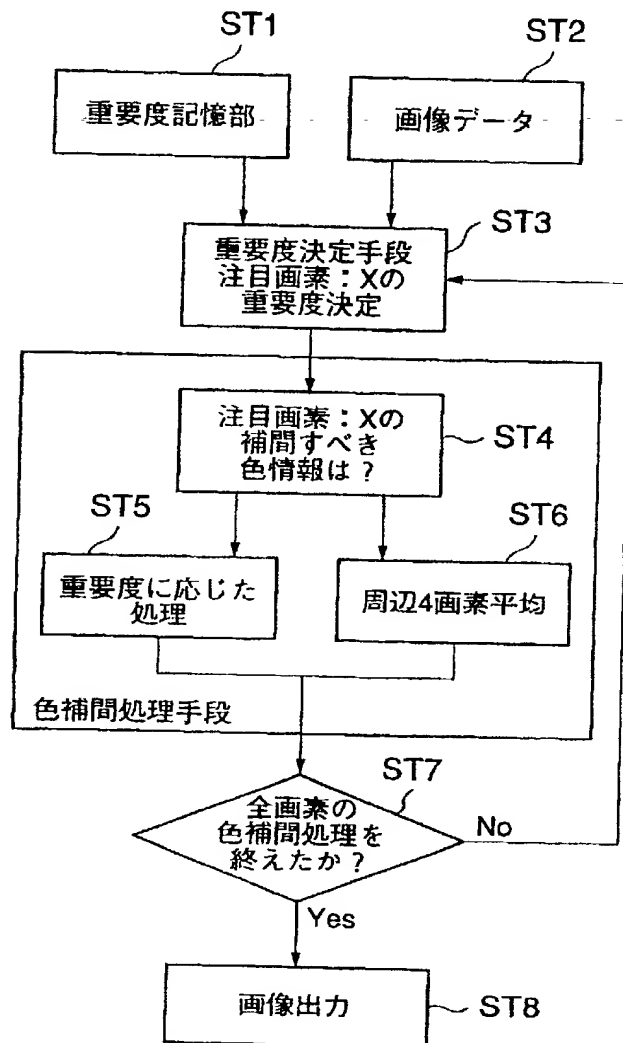 ST1
ST2
重要度記憶部
画像データ
ST3
重要度決定手段
注目画素:Xの
重要度決定
注目画素:Xの
補間すべき
色情報は?
ST4
ST5
ST6
重要度に応じた
処理
周辺4画素平均
色補間処理手段
ST7
全画素の
色補間処理を
終えたか?
No
Yes
画像出力
ST8